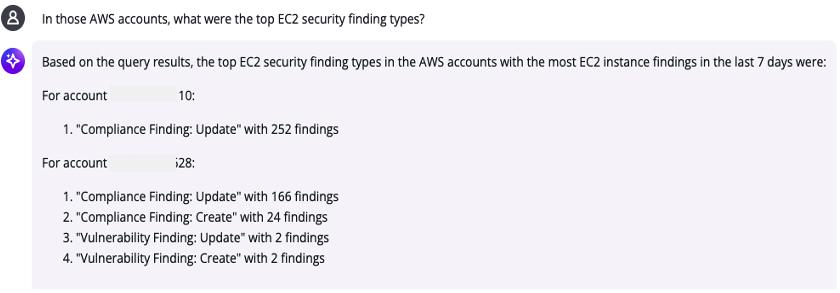 In those AWS accounts, what were the top EC2 security finding types?
Based on the query results, the top EC2 security finding types in the AWS accounts with the most EC2 instance findings in the last 7 days were:
For account 10:
1. "Compliance Finding: Update" with 252 findings
For account 528:
1. "Compliance Finding: Update" with 166 findings
2. "Compliance Finding: Create" with 24 findings
3. "Vulnerability Finding: Update" with 2 findings
4. "Vulnerability Finding: Create" with 2 findings